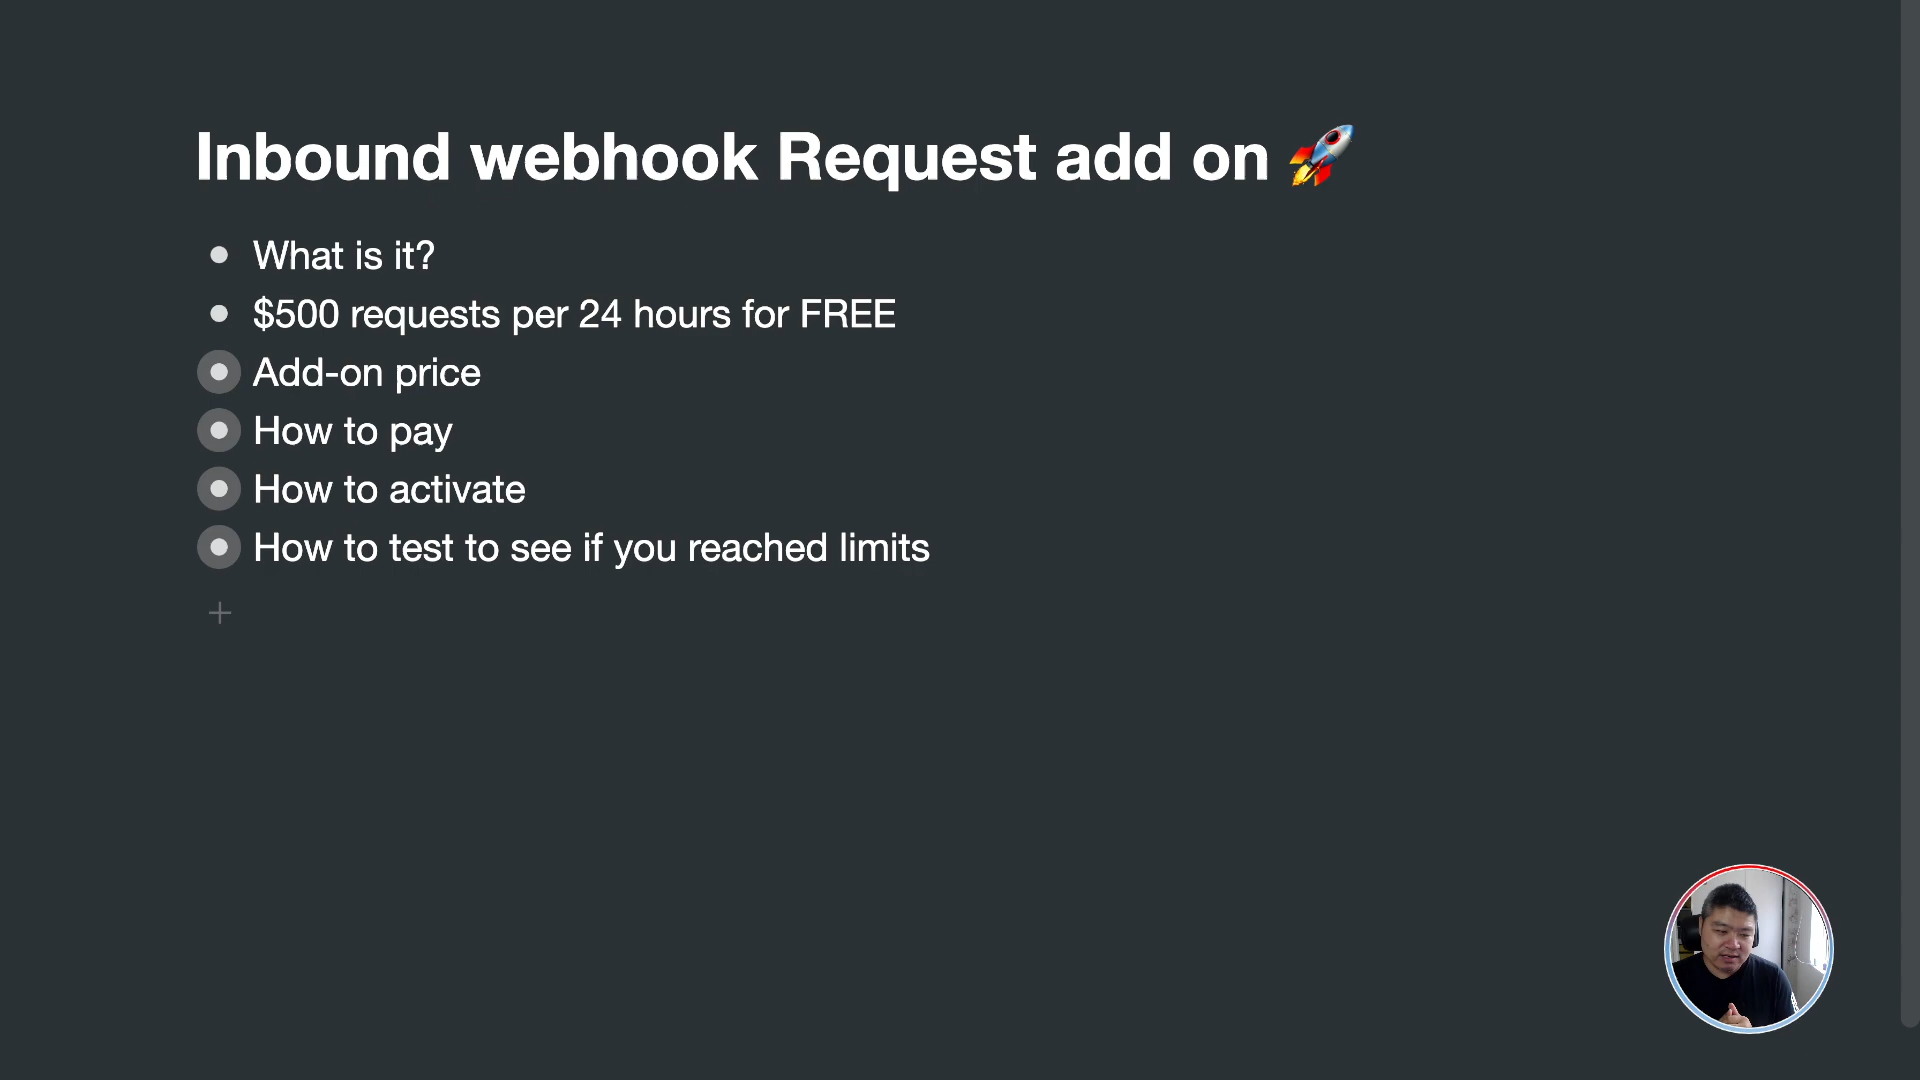 Inbound webhook Request add on 🚀
What is it?
$500 requests per 24 hours for FREE
Add-on price
How to pay
How to activate
How to test to see if you reached limits